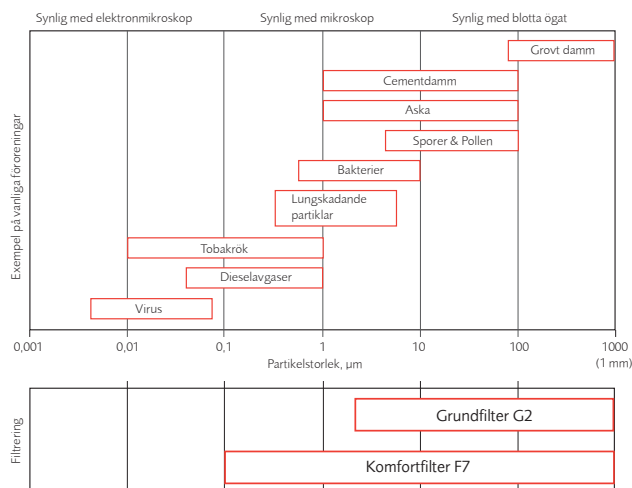 Synlig med elektronmikroskop
Synlig med mikroskop
Synlig med blotta ögat
Exempel på vanliga föroreningar
Grovt damm
Cementdamm
Aska
Sporer & Pollen
Bakterier
Lungskadande
partiklar
Tobakrök
Dieselavgaser
Virus
0,001
0,01
0,1
1
10
100
1000
Partikelstorlek, µm
(1 mm)
Filtrering
Grundfilter G2
Komfortfilter F7